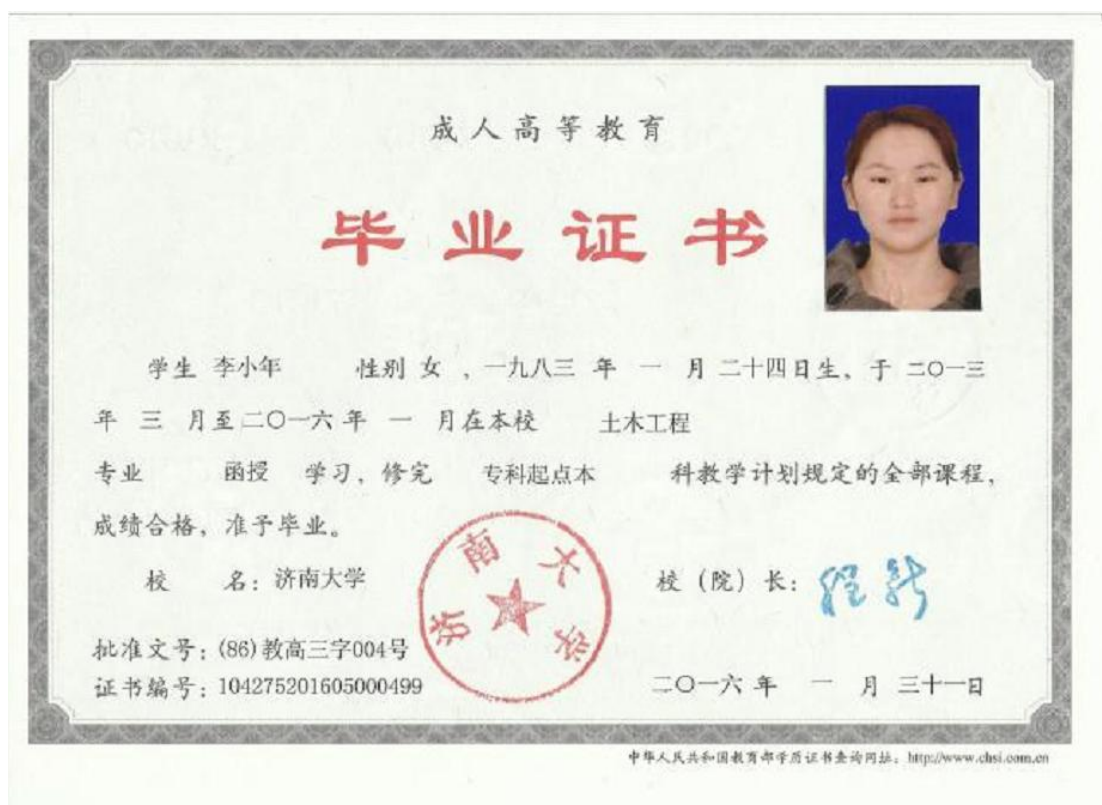 成人高等教育
毕业证书
学生 李小年 性别 女 , 一九八三 年 一 月 二十四日生、于 二〇一三
年 三 月至二〇一六 年 一 月在本校 土木工程
专业 函授 学习, 修完 专科起点本 科教学计划规定的全部课程,
成绩合格, 准予毕业。
校 名: 济南大学
校 (院) 长: 程新
济南大学
批准文号: (86)教高三字004号
证书编号: 104275201605000499
二〇一六 年 一 月 三十一日
中华人民共和国教育部学历证书查询网址: http://www.chsi.com.cn